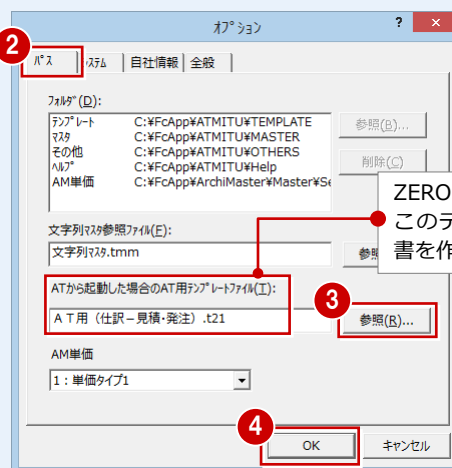 オプション
? ×
2
パス システム 自社情報 全般
フォルダ(D):
テンプレート C:¥FcApp¥ATMITU¥TEMPLATE
マスタ C:¥FcApp¥ATMITU¥MASTER
その他 C:¥FcApp¥ATMITU¥OTHERS
ヘルプ C:¥FcApp¥ATMITU¥Help
AM単価 C:¥FcApp¥ArchiMaster¥Master¥Se
参照(B)...
削除(C)
ZERO
このテ
書を作
文字列マスタ参照ファイル(E):
文字列マスタ.tmm
参照
ATから起動した場合のAT用テンプレートファイル(T):
3
AT用（仕訳－見積・発注）.t21
参照(R)...
AM単価
1：単価タイプ1
4
OK
キャンセル